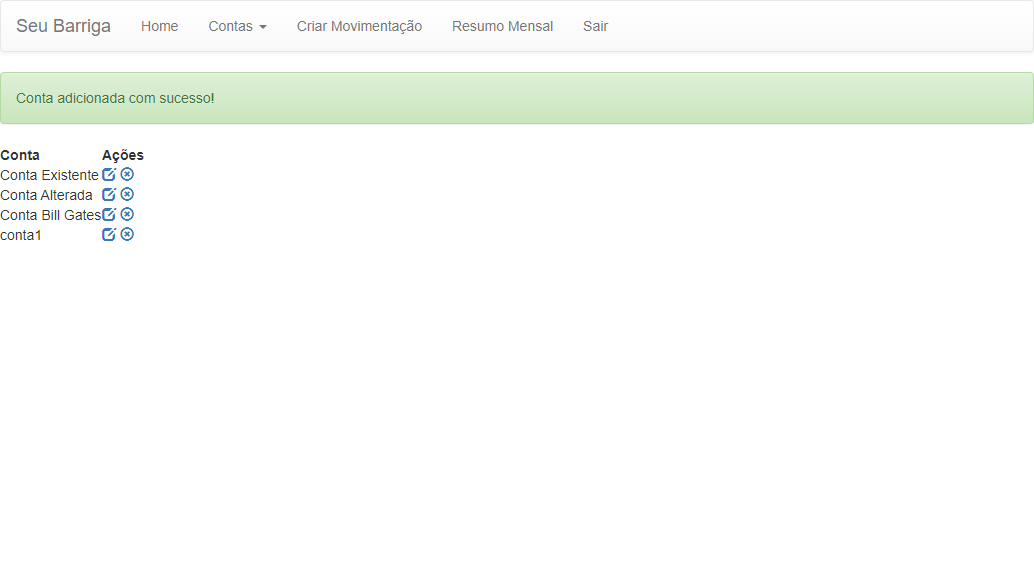 Seu Barriga Home Contas Criar Movimentação Resumo Mensal Sair
Conta adicionada com sucesso!
Conta Ações
Conta Existente
Conta Alterada
Conta Bill Gates
conta1